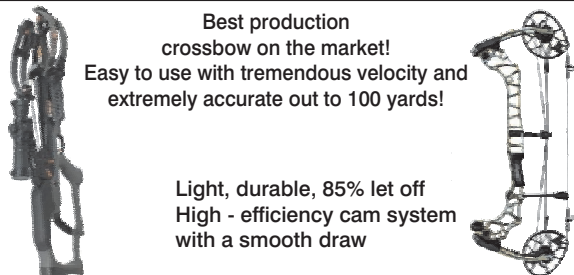 Best production
crossbow on the market!
Easy to use with tremendous velocity and
extremely accurate out to 100 yards!
Light, durable, 85% let off
High - efficiency cam system
with a smooth draw